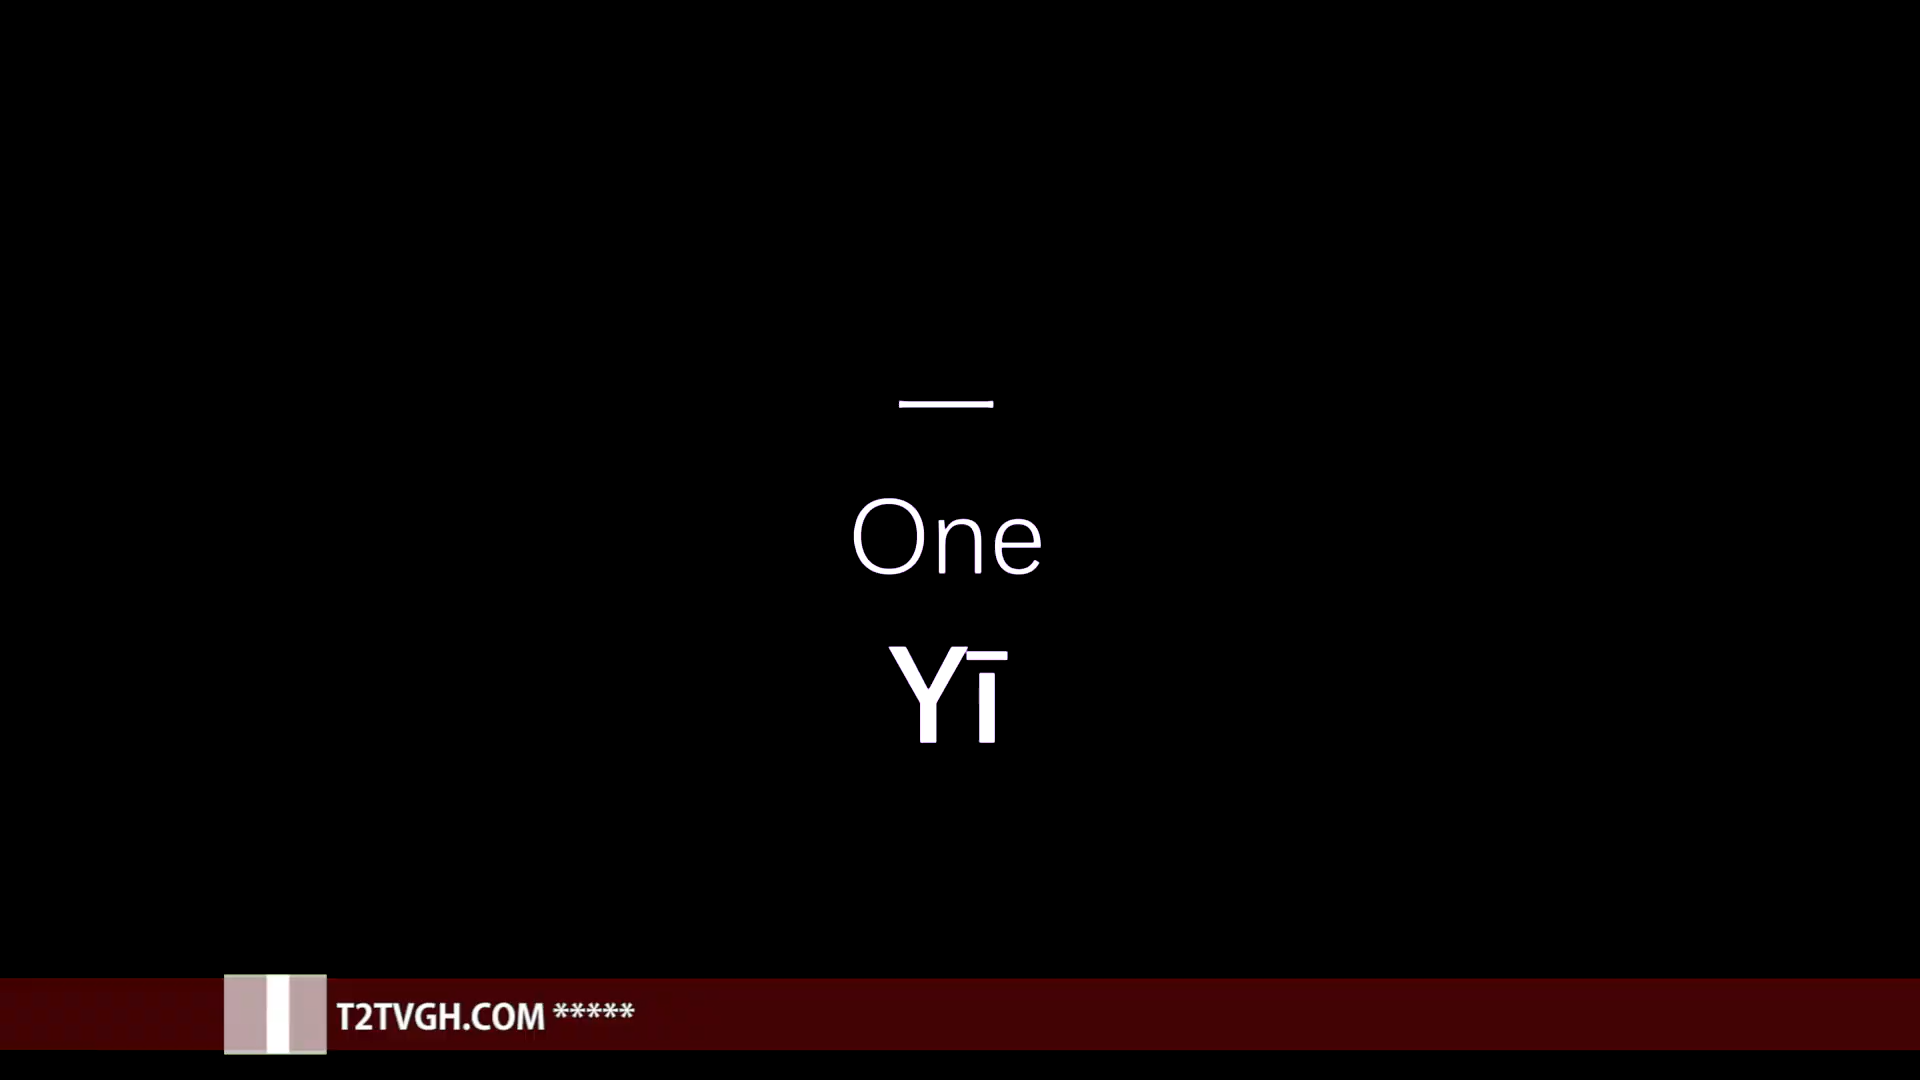 一
One
Yī
T2TVGH.COM *****